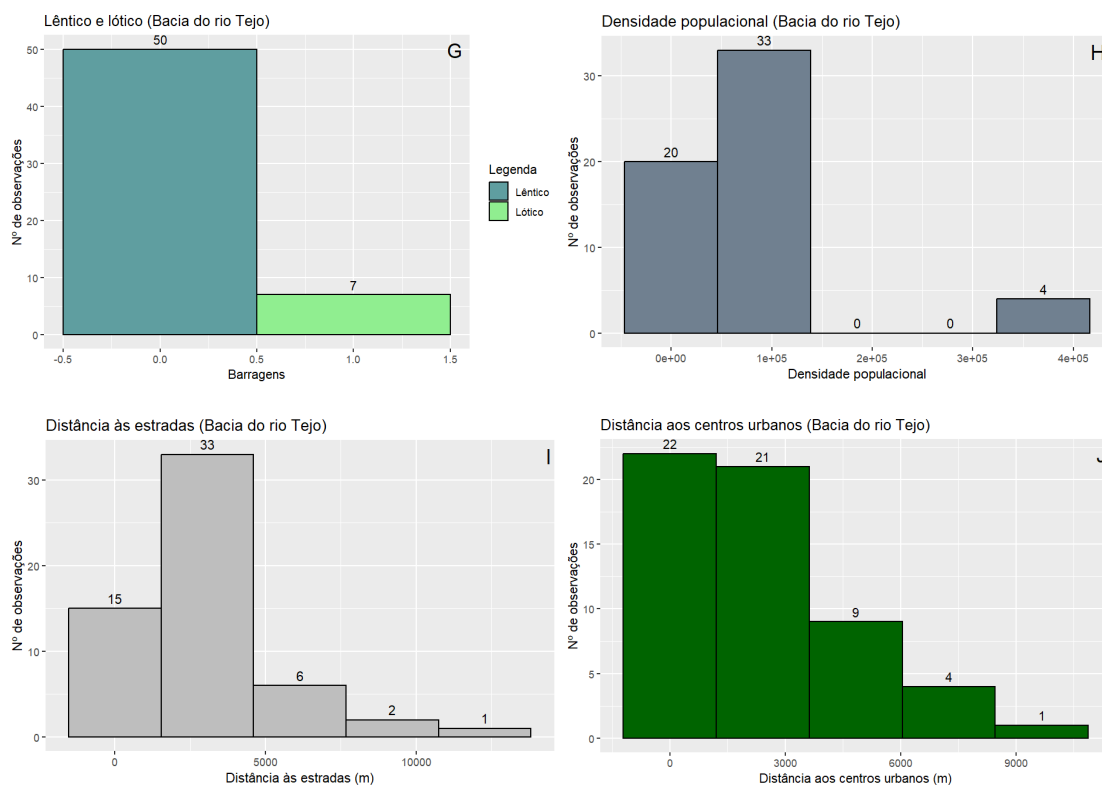 Lêntico e lótico (Bacia do rio Tejo)
G
50
7
50
40
30
20
10
0
Nº de observações
-0.5 0.0 0.5 1.0 1.5
Barragens
Legenda
Lêntico
Lótico
Densidade populacional (Bacia do rio Tejo)
H
33
20
0 0
4
30
20
10
0
Nº de observações
0e+00 1e+05 2e+05 3e+05 4e+05
Densidade populacional
Distância às estradas (Bacia do rio Tejo)
I
33
15
6
2
1
30
20
10
0
Nº de observações
0 5000 10000
Distância às estradas (m)
Distância aos centros urbanos (Bacia do rio Tejo)
J
22
21
9
4
1
20
15
10
5
0
Nº de observações
0 3000 6000 9000
Distância aos centros urbanos (m)